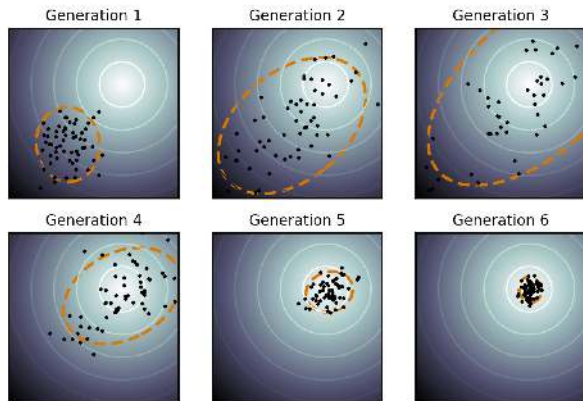 Generation 1
Generation 2
Generation 3
Generation 4
Generation 5
Generation 6